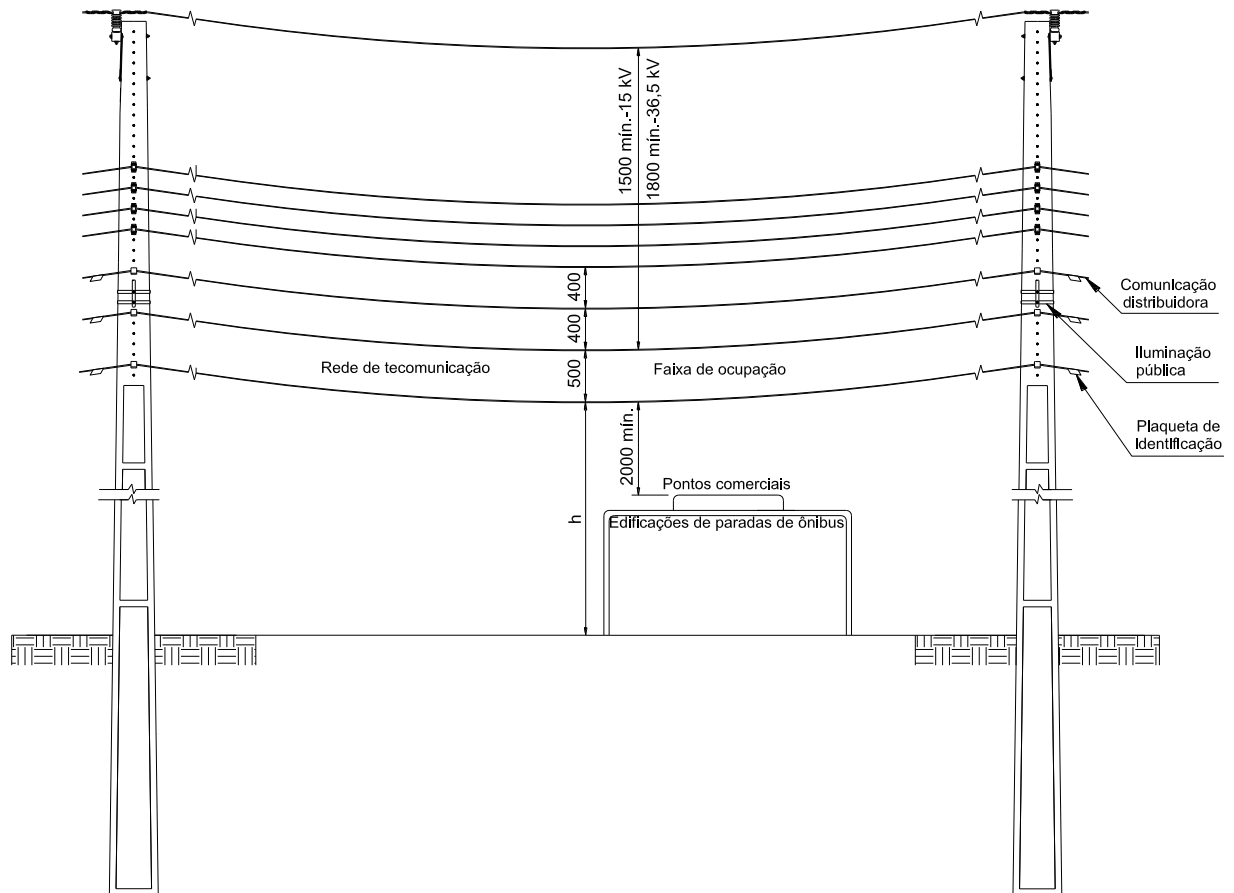 1500 mín.-15 kV
1800 mín.-36,5 kV
400
400
500
Rede de tecomunicação
Faixa de ocupação
Comunicação
distribuidora
Iluminação
pública
Plaqueta de
identificação
2000 mín.
h
Pontos comerciais
Edificações de paradas de ônibus